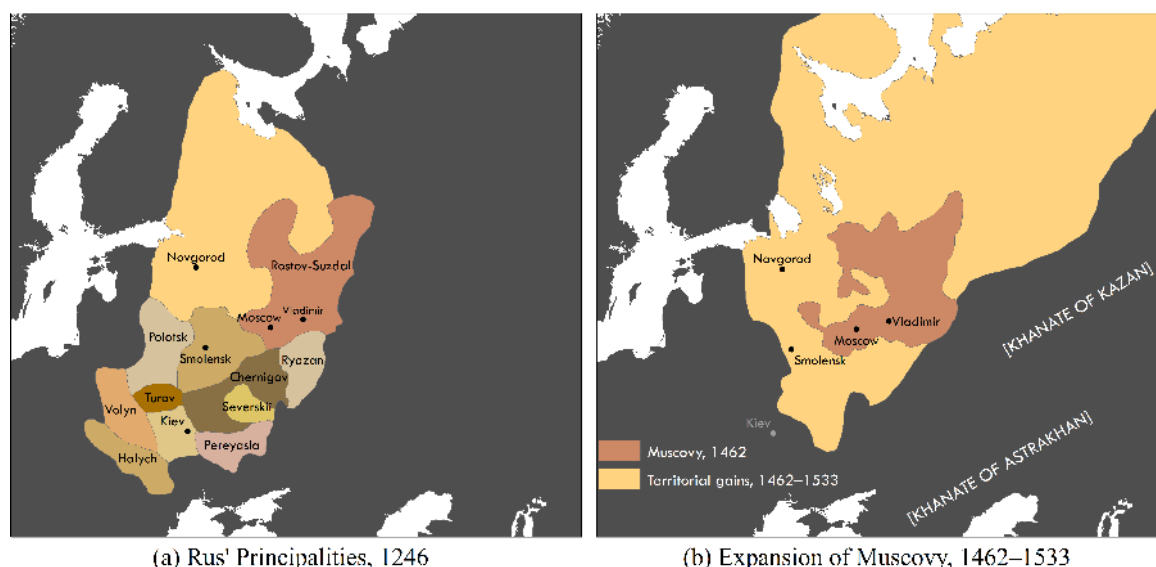 Novgorod
Rostov-Suzdal
Moscow
Vladimir
Polotsk
Smolensk
Ryazan
Chernigov
Turov
Severskii
Volyn
Kiev
Pereyasla
Halych
(a) Rus' Principalities, 1246
Novgorod
Vladimir
Moscow
Smolensk
Kiev
[KHANATE OF KAZAN]
[KHANATE OF ASTRAKHAN]
Muscovy, 1462
Territorial gains, 1462–1533
(b) Expansion of Muscovy, 1462–1533